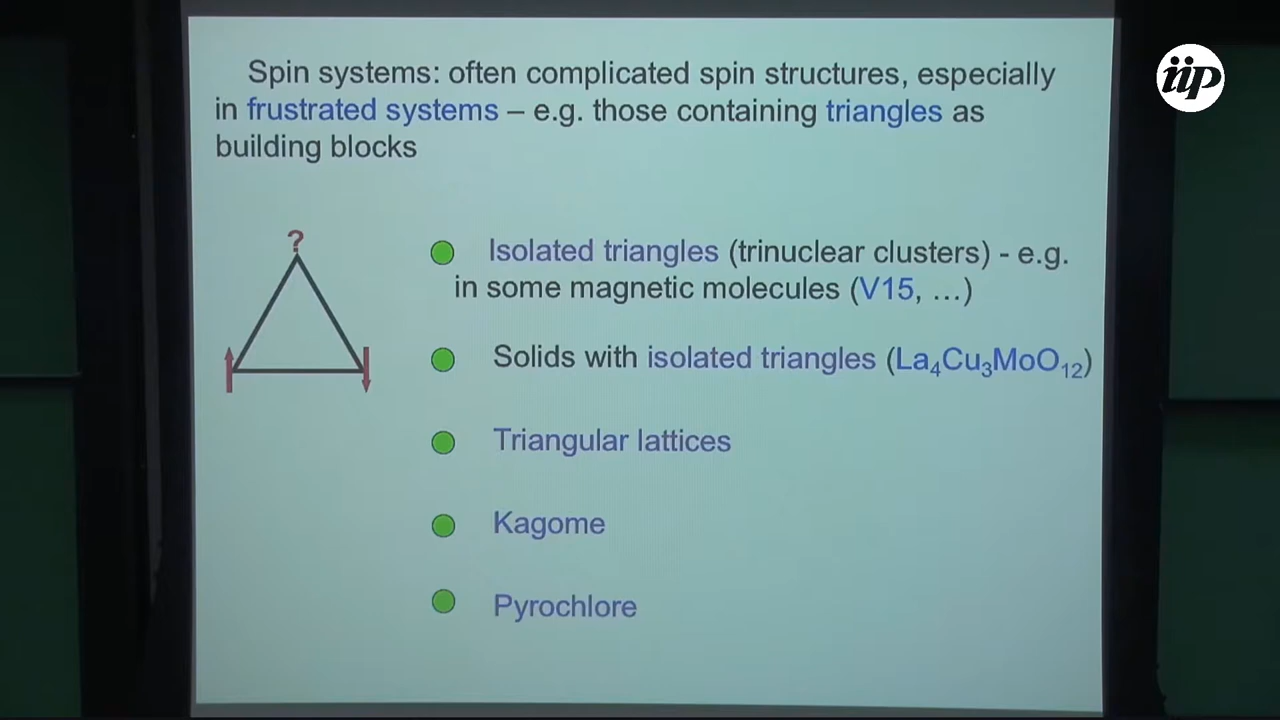 iip
Spin systems: often complicated spin structures, especially
in frustrated systems – e.g. those containing triangles as
building blocks
?
Isolated triangles (trinuclear clusters) - e.g.
in some magnetic molecules (V15, …)
Solids with isolated triangles (La₄Cu₃MoO₁₂)
Triangular lattices
Kagome
Pyrochlore